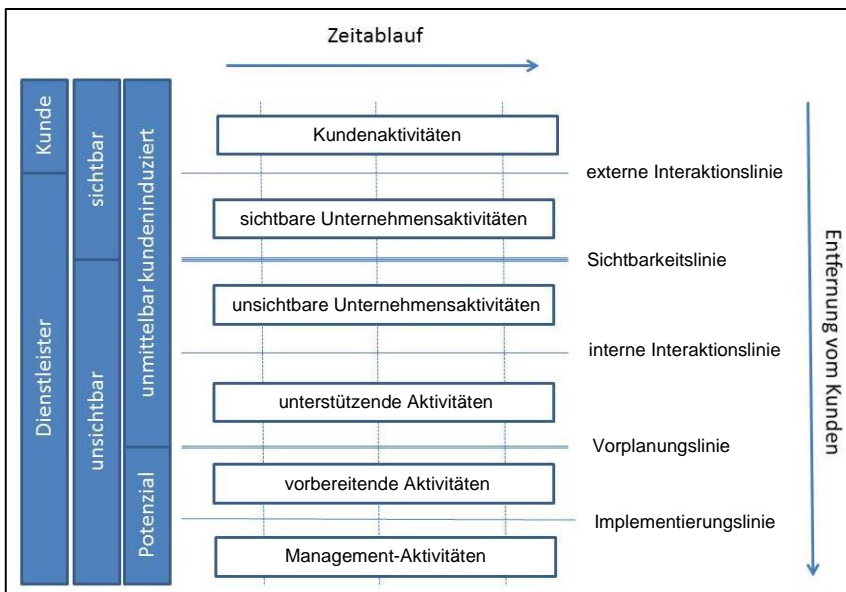 Zeitablauf
Kunde
Dienstleister
sichtbar
unsichtbar
unmittelbar kundeninduziert
Potenzial
Kundenaktivitäten
externe Interaktionslinie
sichtbare Unternehmensaktivitäten
Sichtbarkeitslinie
unsichtbare Unternehmensaktivitäten
interne Interaktionslinie
unterstützende Aktivitäten
Vorplanungslinie
vorbereitende Aktivitäten
Implementierungslinie
Management-Aktivitäten
Entfernung vom Kunden